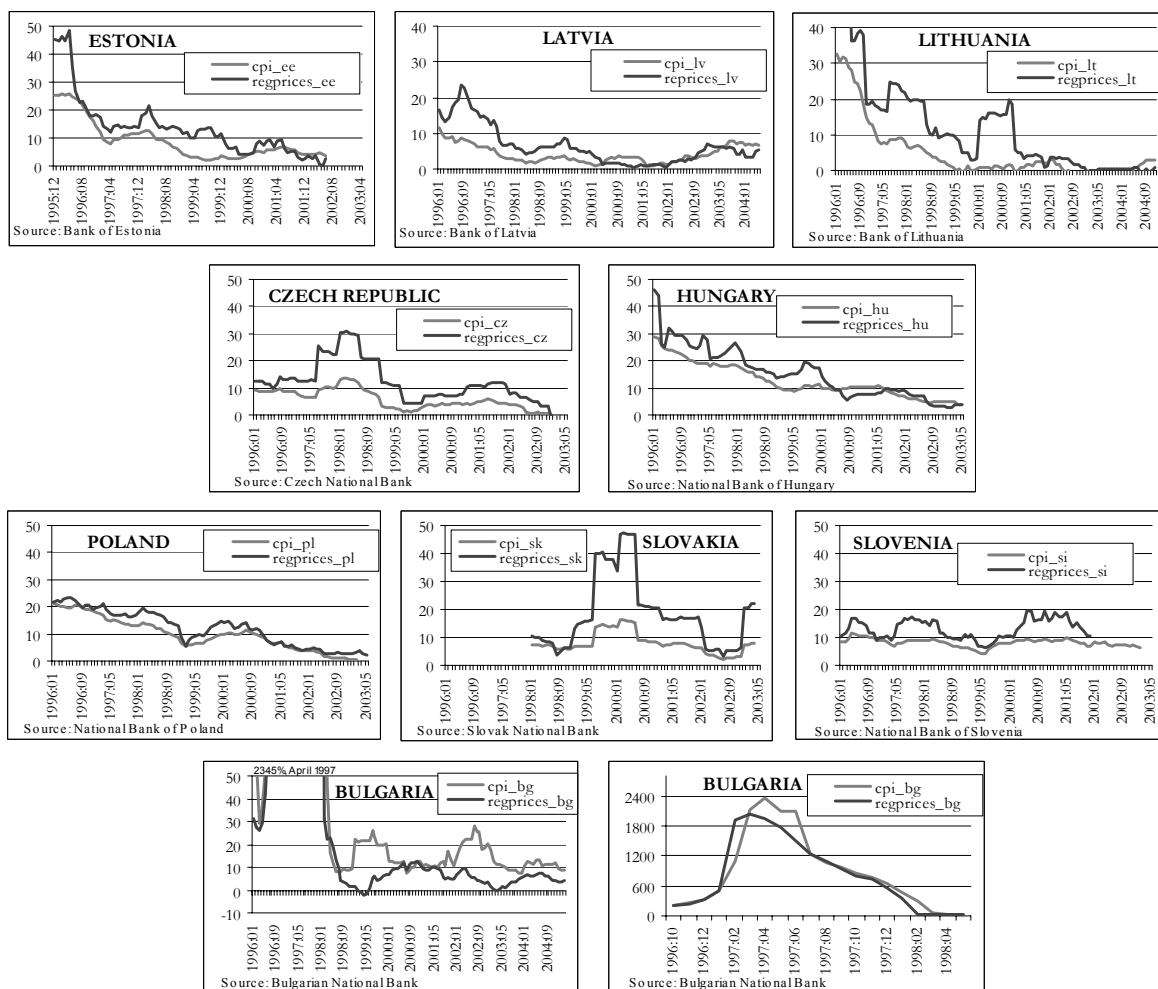 ESTONIA
cpi_ee
regprices_ee
50
40
30
20
10
0
1995:12 1996:08 1997:04 1997:12 1998:08 1999:04 1999:12 2000:08 2001:04 2001:12 2002:08 2003:04
Source: Bank of Estonia
LATVIA
cpi_lv
reprices_lv
40
30
20
10
0
1996:01 1996:09 1997:05 1998:01 1998:09 1999:05 2000:01 2000:09 2001:05 2002:01 2002:09 2003:05 2004:01
Source: Bank of Latvia
LITHUANIA
cpi_lt
regprices_lt
40
30
20
10
0
1996:01 1996:09 1997:05 1998:01 1998:09 1999:05 2000:01 2000:09 2001:05 2002:01 2002:09 2003:05 2004:01 2004:09
Source: Bank of Lithuania
CZECH REPUBLIC
cpi_cz
regprices_cz
50
40
30
20
10
0
1996:01 1996:09 1997:05 1998:01 1998:09 1999:05 2000:01 2000:09 2001:05 2002:01 2002:09 2003:05
Source: Czech National Bank
HUNGARY
cpi_hu
regprices_hu
50
40
30
20
10
0
1996:01 1996:09 1997:05 1998:01 1998:09 1999:05 2000:01 2000:09 2001:05 2002:01 2002:09 2003:05
Source: National Bank of Hungary
POLAND
cpi_pl
regprices_pl
50
40
30
20
10
0
1996:01 1996:09 1997:05 1998:01 1998:09 1999:05 2000:01 2000:09 2001:05 2002:01 2002:09 2003:05
Source: National Bank of Poland
SLOVAKIA
cpi_sk
regprices_sk
50
40
30
20
10
0
1996:01 1996:09 1997:05 1998:01 1998:09 1999:05 2000:01 2000:09 2001:05 2002:01 2002:09 2003:05
Source: Slovak National Bank
SLOVENIA
cpi_si
regprices_si
50
40
30
20
10
0
1996:01 1996:09 1997:05 1998:01 1998:09 1999:05 2000:01 2000:09 2001:05 2002:01 2002:09 2003:05
Source: National Bank of Slovenia
2345%, April 1997
BULGARIA
cpi_bg
regprices_bg
50
40
30
20
10
0
-10
1996:01 1996:09 1997:05 1998:01 1998:09 1999:05 2000:01 2000:09 2001:05 2002:01 2002:09 2003:05 2004:01 2004:09
Source: Bulgarian National Bank
BULGARIA
cpi_bg
regprices_bg
2400
1800
1200
600
0
1996:10 1996:12 1997:02 1997:04 1997:06 1997:08 1997:10 1997:12 1998:02 1998:04
Source: Bulgarian National Bank